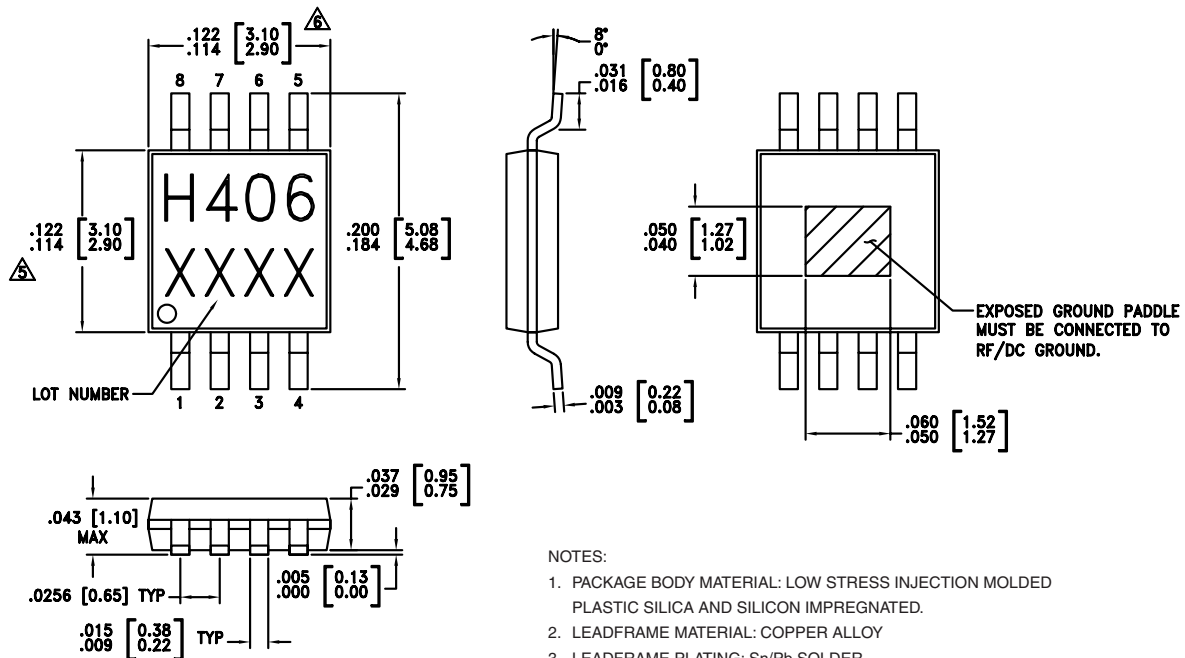 .122 [3.10]
.114 [2.90]
6
8 7 6 5
H406
XXXX
.122 [3.10]
.114 [2.90]
5
.200 [5.08]
.184 [4.68]
LOT NUMBER
1 2 3 4
8°
0°
.031 [0.80]
.016 [0.40]
.009 [0.22]
.003 [0.08]
.050 [1.27]
.040 [1.02]
EXPOSED GROUND PADDLE
MUST BE CONNECTED TO
RF/DC GROUND.
.060 [1.52]
.050 [1.27]
.037 [0.95]
.029 [0.75]
.043 [1.10]
MAX
.005 [0.13]
.000 [0.00]
.0256 [0.65] TYP
.015 [0.38]
.009 [0.22] TYP
NOTES:
1. PACKAGE BODY MATERIAL: LOW STRESS INJECTION MOLDED
PLASTIC SILICA AND SILICON IMPREGNATED.
2. LEADFRAME MATERIAL: COPPER ALLOY
3. LEADFRAME PLATING: Sn/Pb SOLDER